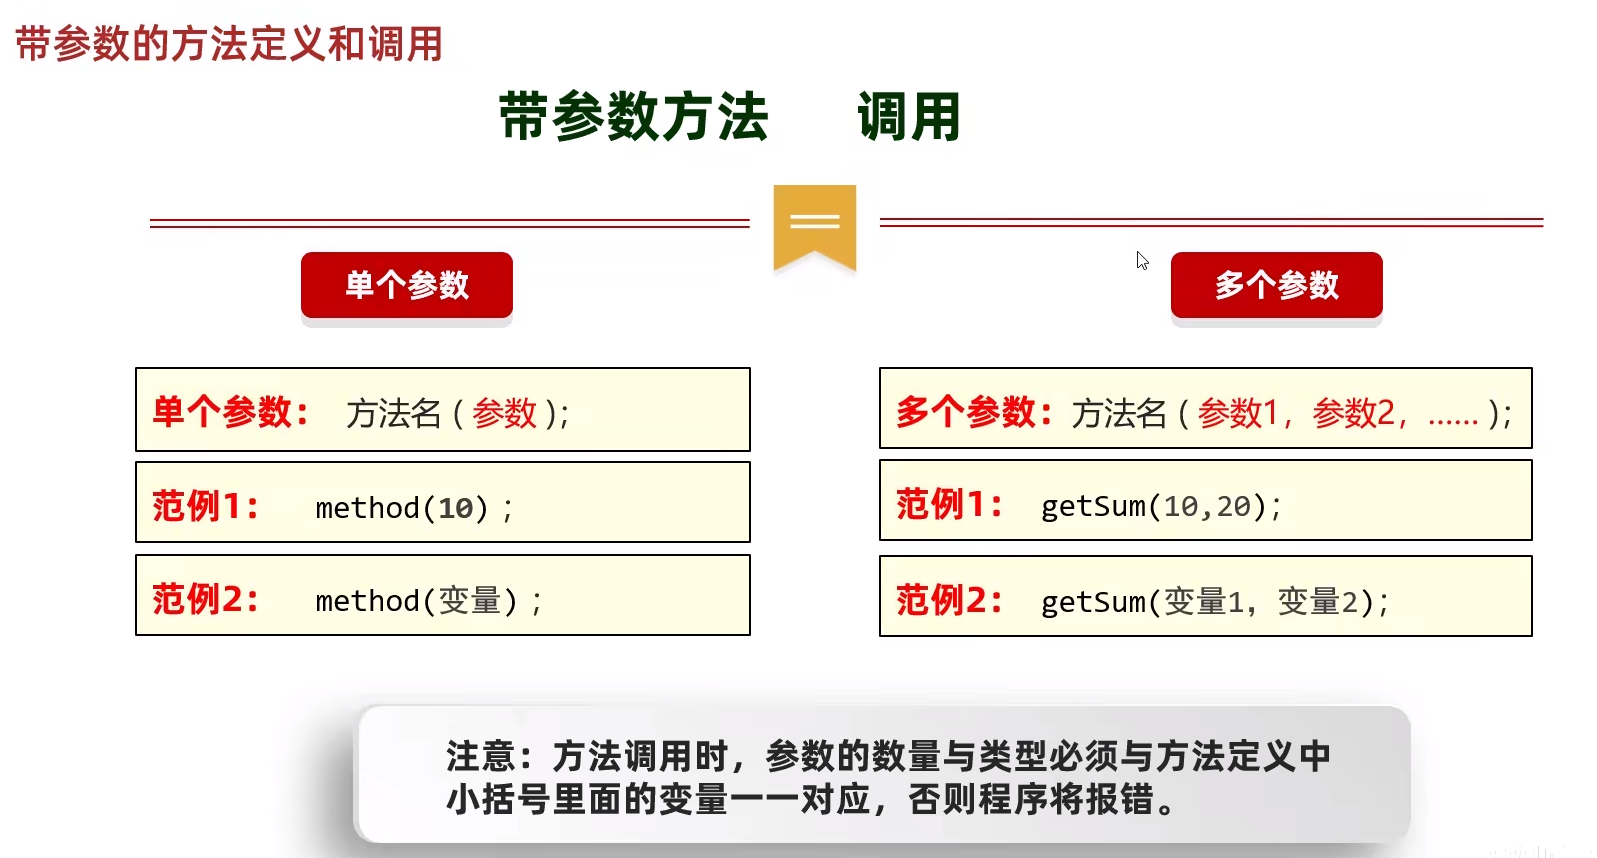 带参数的方法定义和调用
带参数方法 调用
单个参数
多个参数
单个参数： 方法名 ( 参数 );
范例1： method(10) ;
范例2： method(变量) ;
多个参数：方法名 ( 参数1，参数2，...... );
范例1： getSum(10,20);
范例2： getSum(变量1，变量2);
注意：方法调用时，参数的数量与类型必须与方法定义中
小括号里面的变量一一对应，否则程序将报错。